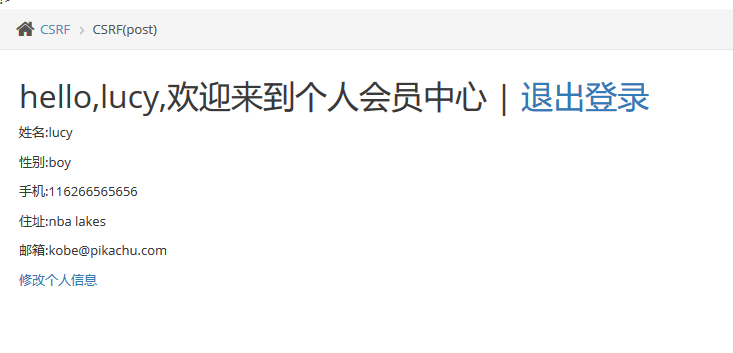 CSRF > CSRF(post)
hello,lucy,欢迎来到个人会员中心 | 退出登录
姓名:lucy
性别:boy
手机:116266565656
住址:nba lakes
邮箱:kobe@pikachu.com
修改个人信息